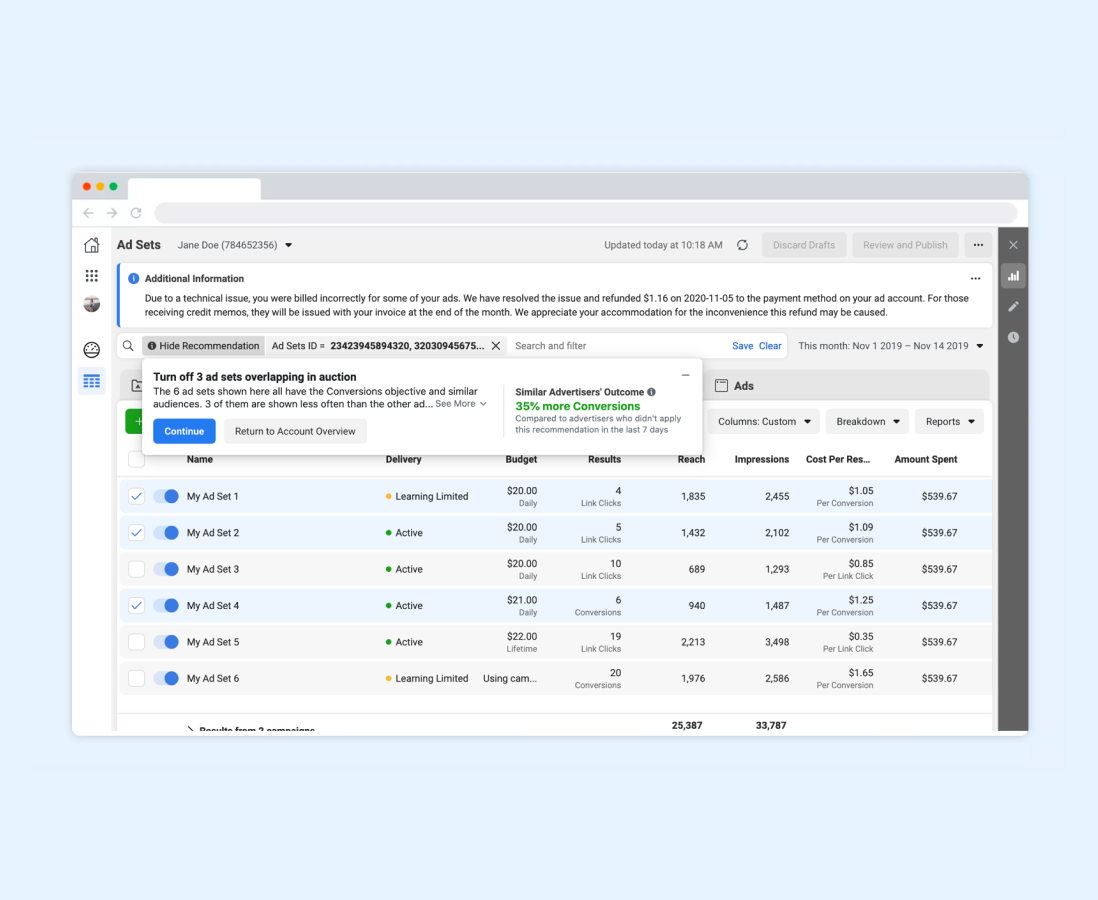 Ad Sets Jane Doe (784652356) Updated today at 10:18 AM Discard Drafts Review and Publish
Additional Information
Due to a technical issue, you were billed incorrectly for some of your ads. We have resolved the issue and refunded $1.16 on 2020-11-05 to the payment method on your ad account. For those
receiving credit memos, they will be issued with your invoice at the end of the month. We appreciate your accommodation for the inconvenience this refund may be caused.
Hide Recommendation Ad Sets ID = 23423945894320, 32030945675... Search and filter Save Clear This month: Nov 1 2019 – Nov 14 2019
Turn off 3 ad sets overlapping in auction
The 6 ad sets shown here all have the Conversions objective and similar
audiences. 3 of them are shown less often than the other ad... See More
Continue Return to Account Overview
Similar Advertisers' Outcome
35% more Conversions
Compared to advertisers who didn't apply
this recommendation in the last 7 days
Ads
Columns: Custom Breakdown Reports
Name Delivery Budget Results Reach Impressions Cost Per Res... Amount Spent
My Ad Set 1 Learning Limited $20.00 4 1,835 2,455 $1.05 $539.67
Daily Link Clicks Per Conversion
My Ad Set 2 Active $20.00 5 1,432 2,102 $1.09 $539.67
Daily Link Clicks Per Conversion
My Ad Set 3 Active $20.00 10 689 1,293 $0.85 $539.67
Daily Link Clicks Per Link Click
My Ad Set 4 Active $21.00 6 940 1,487 $1.25 $539.67
Daily Conversions Per Conversion
My Ad Set 5 Active $22.00 19 2,213 3,498 $0.35 $539.67
Lifetime Link Clicks Per Link Click
My Ad Set 6 Learning Limited Using cam... 20 1,976 2,586 $1.65 $539.67
Conversions Per Conversion
Results from 2 campaigns 25,387 33,787